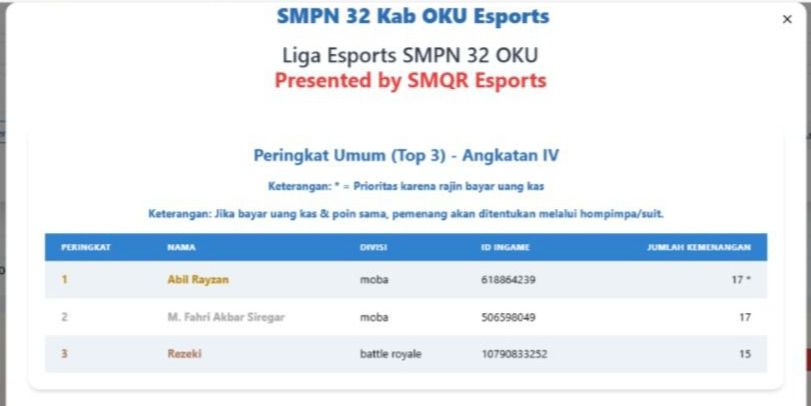 SMPN 32 Kab OKU Esports
×
Liga Esports SMPN 32 OKU
Presented by SMQR Esports
Peringkat Umum (Top 3) - Angkatan IV
Keterangan: * = Prioritas karena rajin bayar uang kas
Keterangan: Jika bayar uang kas & poin sama, pemenang akan ditentukan melalui hompimpa/suit.
PERINGKAT NAMA DIVISI ID INGAME JUMLAH KEMENANGAN
1 Abil Rayzan moba 618864239 17 *
2 M. Fahri Akbar Siregar moba 506598049 17
3 Rezeki battle royale 10790833252 15